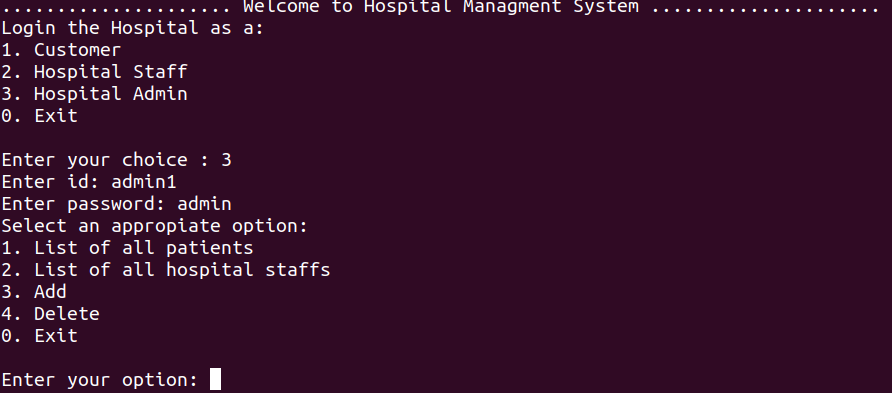 ..................... Welcome to Hospital Managment System .....................
Login the Hospital as a:
1. Customer
2. Hospital Staff
3. Hospital Admin
0. Exit
Enter your choice : 3
Enter id: admin1
Enter password: admin
Select an appropiate option:
1. List of all patients
2. List of all hospital staffs
3. Add
4. Delete
0. Exit
Enter your option: